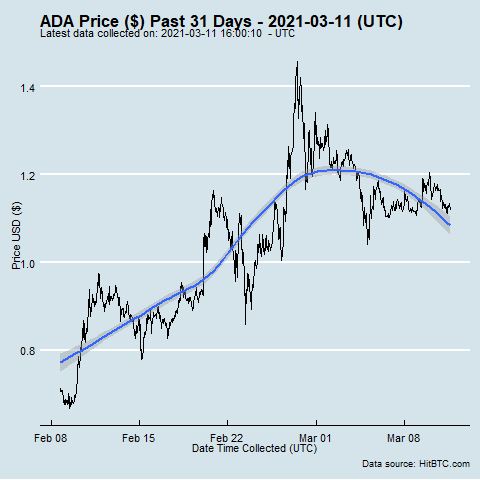 ADA Price ($) Past 31 Days - 2021-03-11 (UTC)
Latest data collected on: 2021-03-11 16:00:10  - UTC
Price USD ($)
1.4
1.2
1.0
0.8
Feb 08 Feb 15 Feb 22 Mar 01 Mar 08
Date Time Collected (UTC)
Data source: HitBTC.com